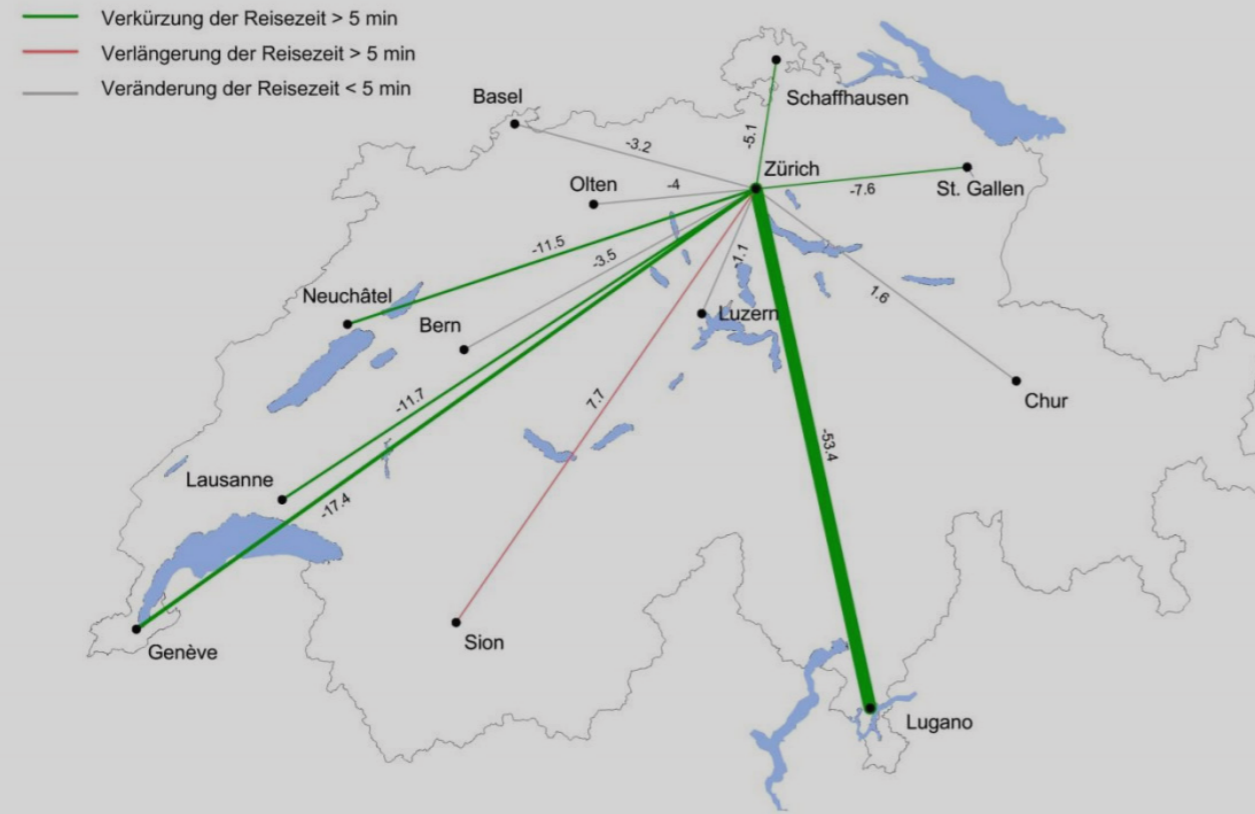 Verkürzung der Reisezeit > 5 min
Verlängerung der Reisezeit > 5 min
Veränderung der Reisezeit < 5 min
Basel
Schaffhausen
-5.1
-3.2
Zürich
Olten
-4
-7.6
St. Gallen
-11.5
-3.5
1.1
Neuchâtel
1.6
Luzern
Bern
Chur
-11.7
7.7
-53.4
Lausanne
-17.4
Genève
Sion
Lugano